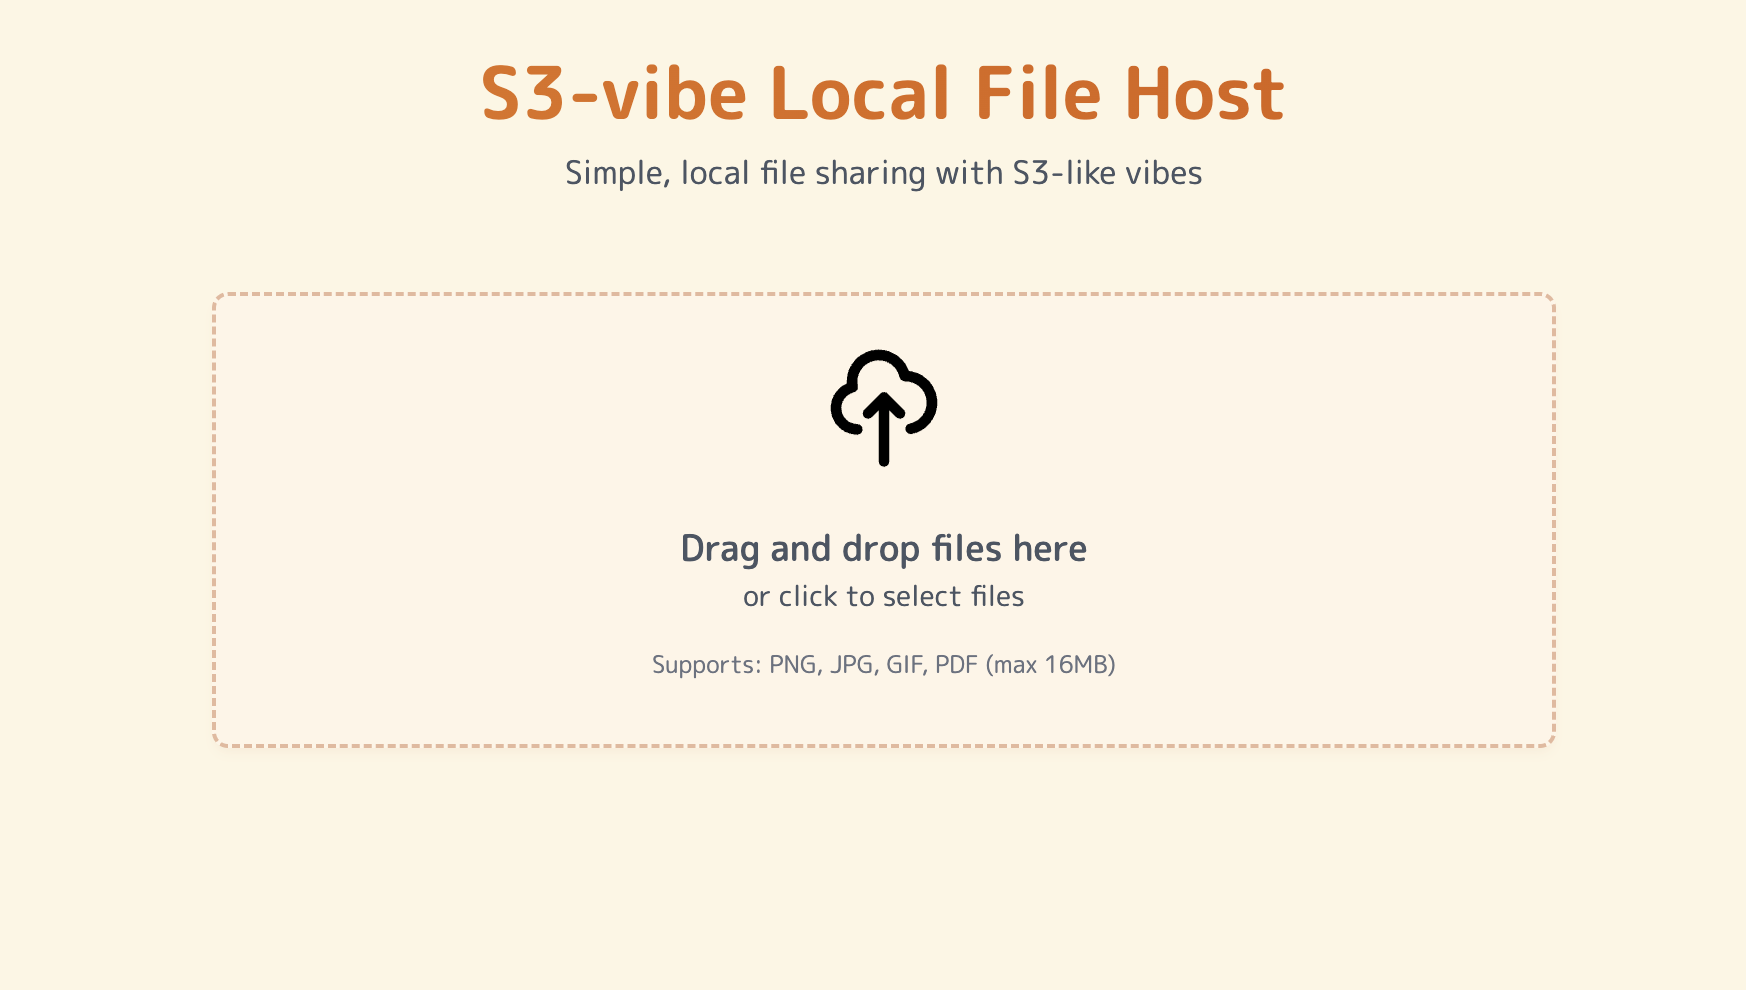 S3-vibe Local File Host
Simple, local file sharing with S3-like vibes
Drag and drop files here
or click to select files
Supports: PNG, JPG, GIF, PDF (max 16MB)